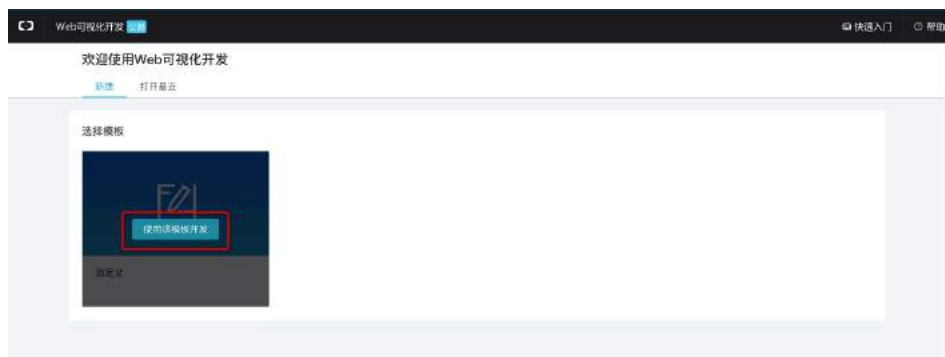 Web可视化开发 公测
快速入门 帮助
欢迎使用Web可视化开发
新建 打开最近
选择模板
使用该模板开发
自定义